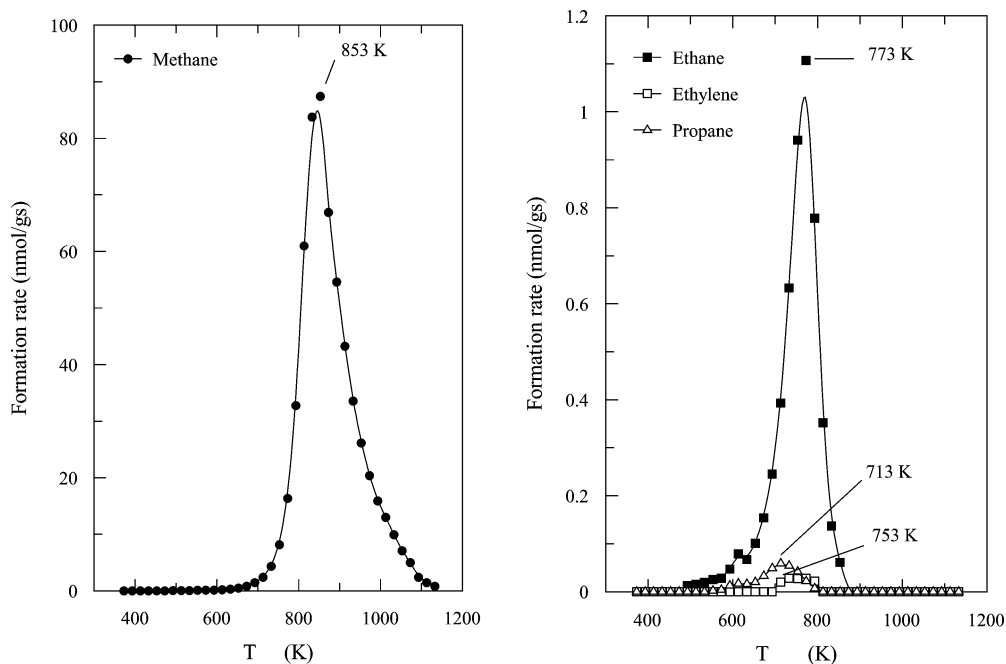 100
80
60
40
20
0
Formation rate (nmol/gs)
Methane
853 K
400 600 800 1000 1200
T (K)
1.2
1
0.8
0.6
0.4
0.2
0
Formation rate (nmol/gs)
Ethane
Ethylene
Propane
773 K
713 K
753 K
400 600 800 1000 1200
T (K)